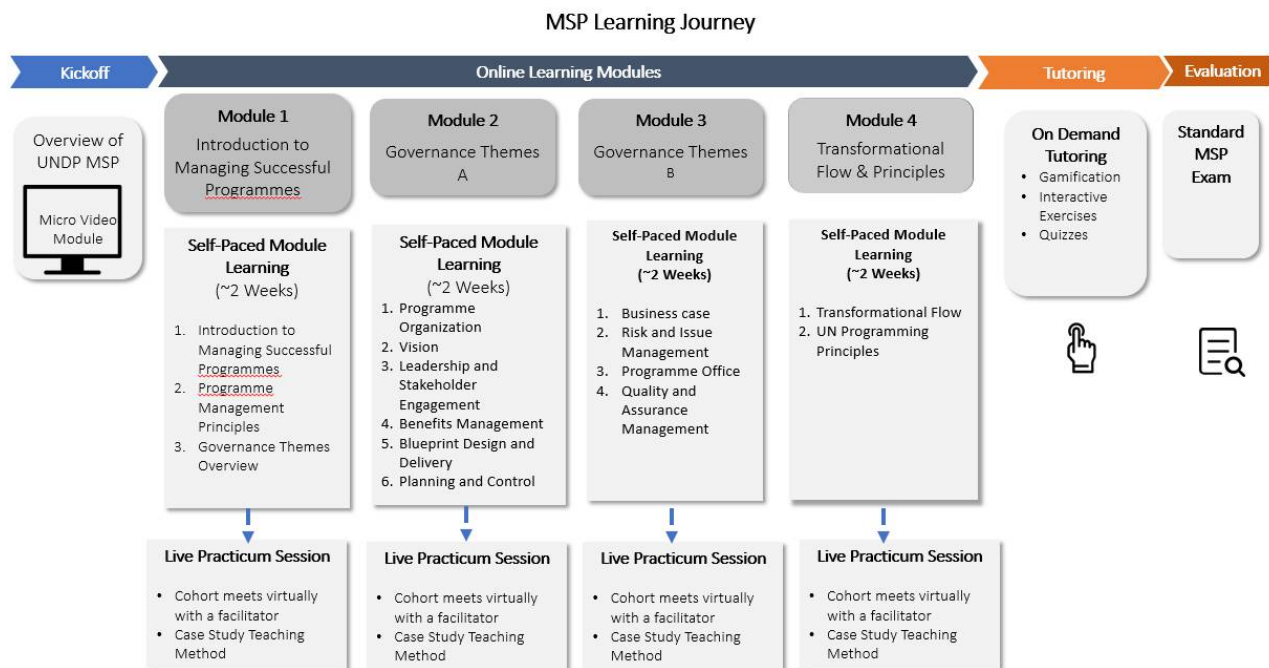 MSP Learning Journey
Kickoff
Online Learning Modules
Tutoring
Evaluation
Overview of
UNDP MSP
Micro Video
Module
Module 1
Introduction to
Managing Successful
Programmes
Module 2
Governance Themes
A
Module 3
Governance Themes
B
Module 4
Transformational
Flow & Principles
On Demand
Tutoring
• Gamification
• Interactive
Exercises
• Quizzes
Standard
MSP
Exam
Self-Paced Module
Learning
(~2 Weeks)
1. Introduction to
Managing Successful
Programmes
2. Programme
Management
Principles
3. Governance Themes
Overview
Self-Paced Module
Learning
(~2 Weeks)
1. Programme
Organization
2. Vision
3. Leadership and
Stakeholder
Engagement
4. Benefits Management
5. Blueprint Design and
Delivery
6. Planning and Control
Self-Paced Module
Learning
(~2 Weeks)
1. Business case
2. Risk and Issue
Management
3. Programme Office
4. Quality and
Assurance
Management
Self-Paced Module
Learning
(~2 Weeks)
1. Transformational Flow
2. UN Programming
Principles
Live Practicum Session
• Cohort meets virtually
with a facilitator
• Case Study Teaching
Method
Live Practicum Session
• Cohort meets virtually
with a facilitator
• Case Study Teaching
Method
Live Practicum Session
• Cohort meets virtually
with a facilitator
• Case Study Teaching
Method
Live Practicum Session
• Cohort meets virtually
with a facilitator
• Case Study Teaching
Method